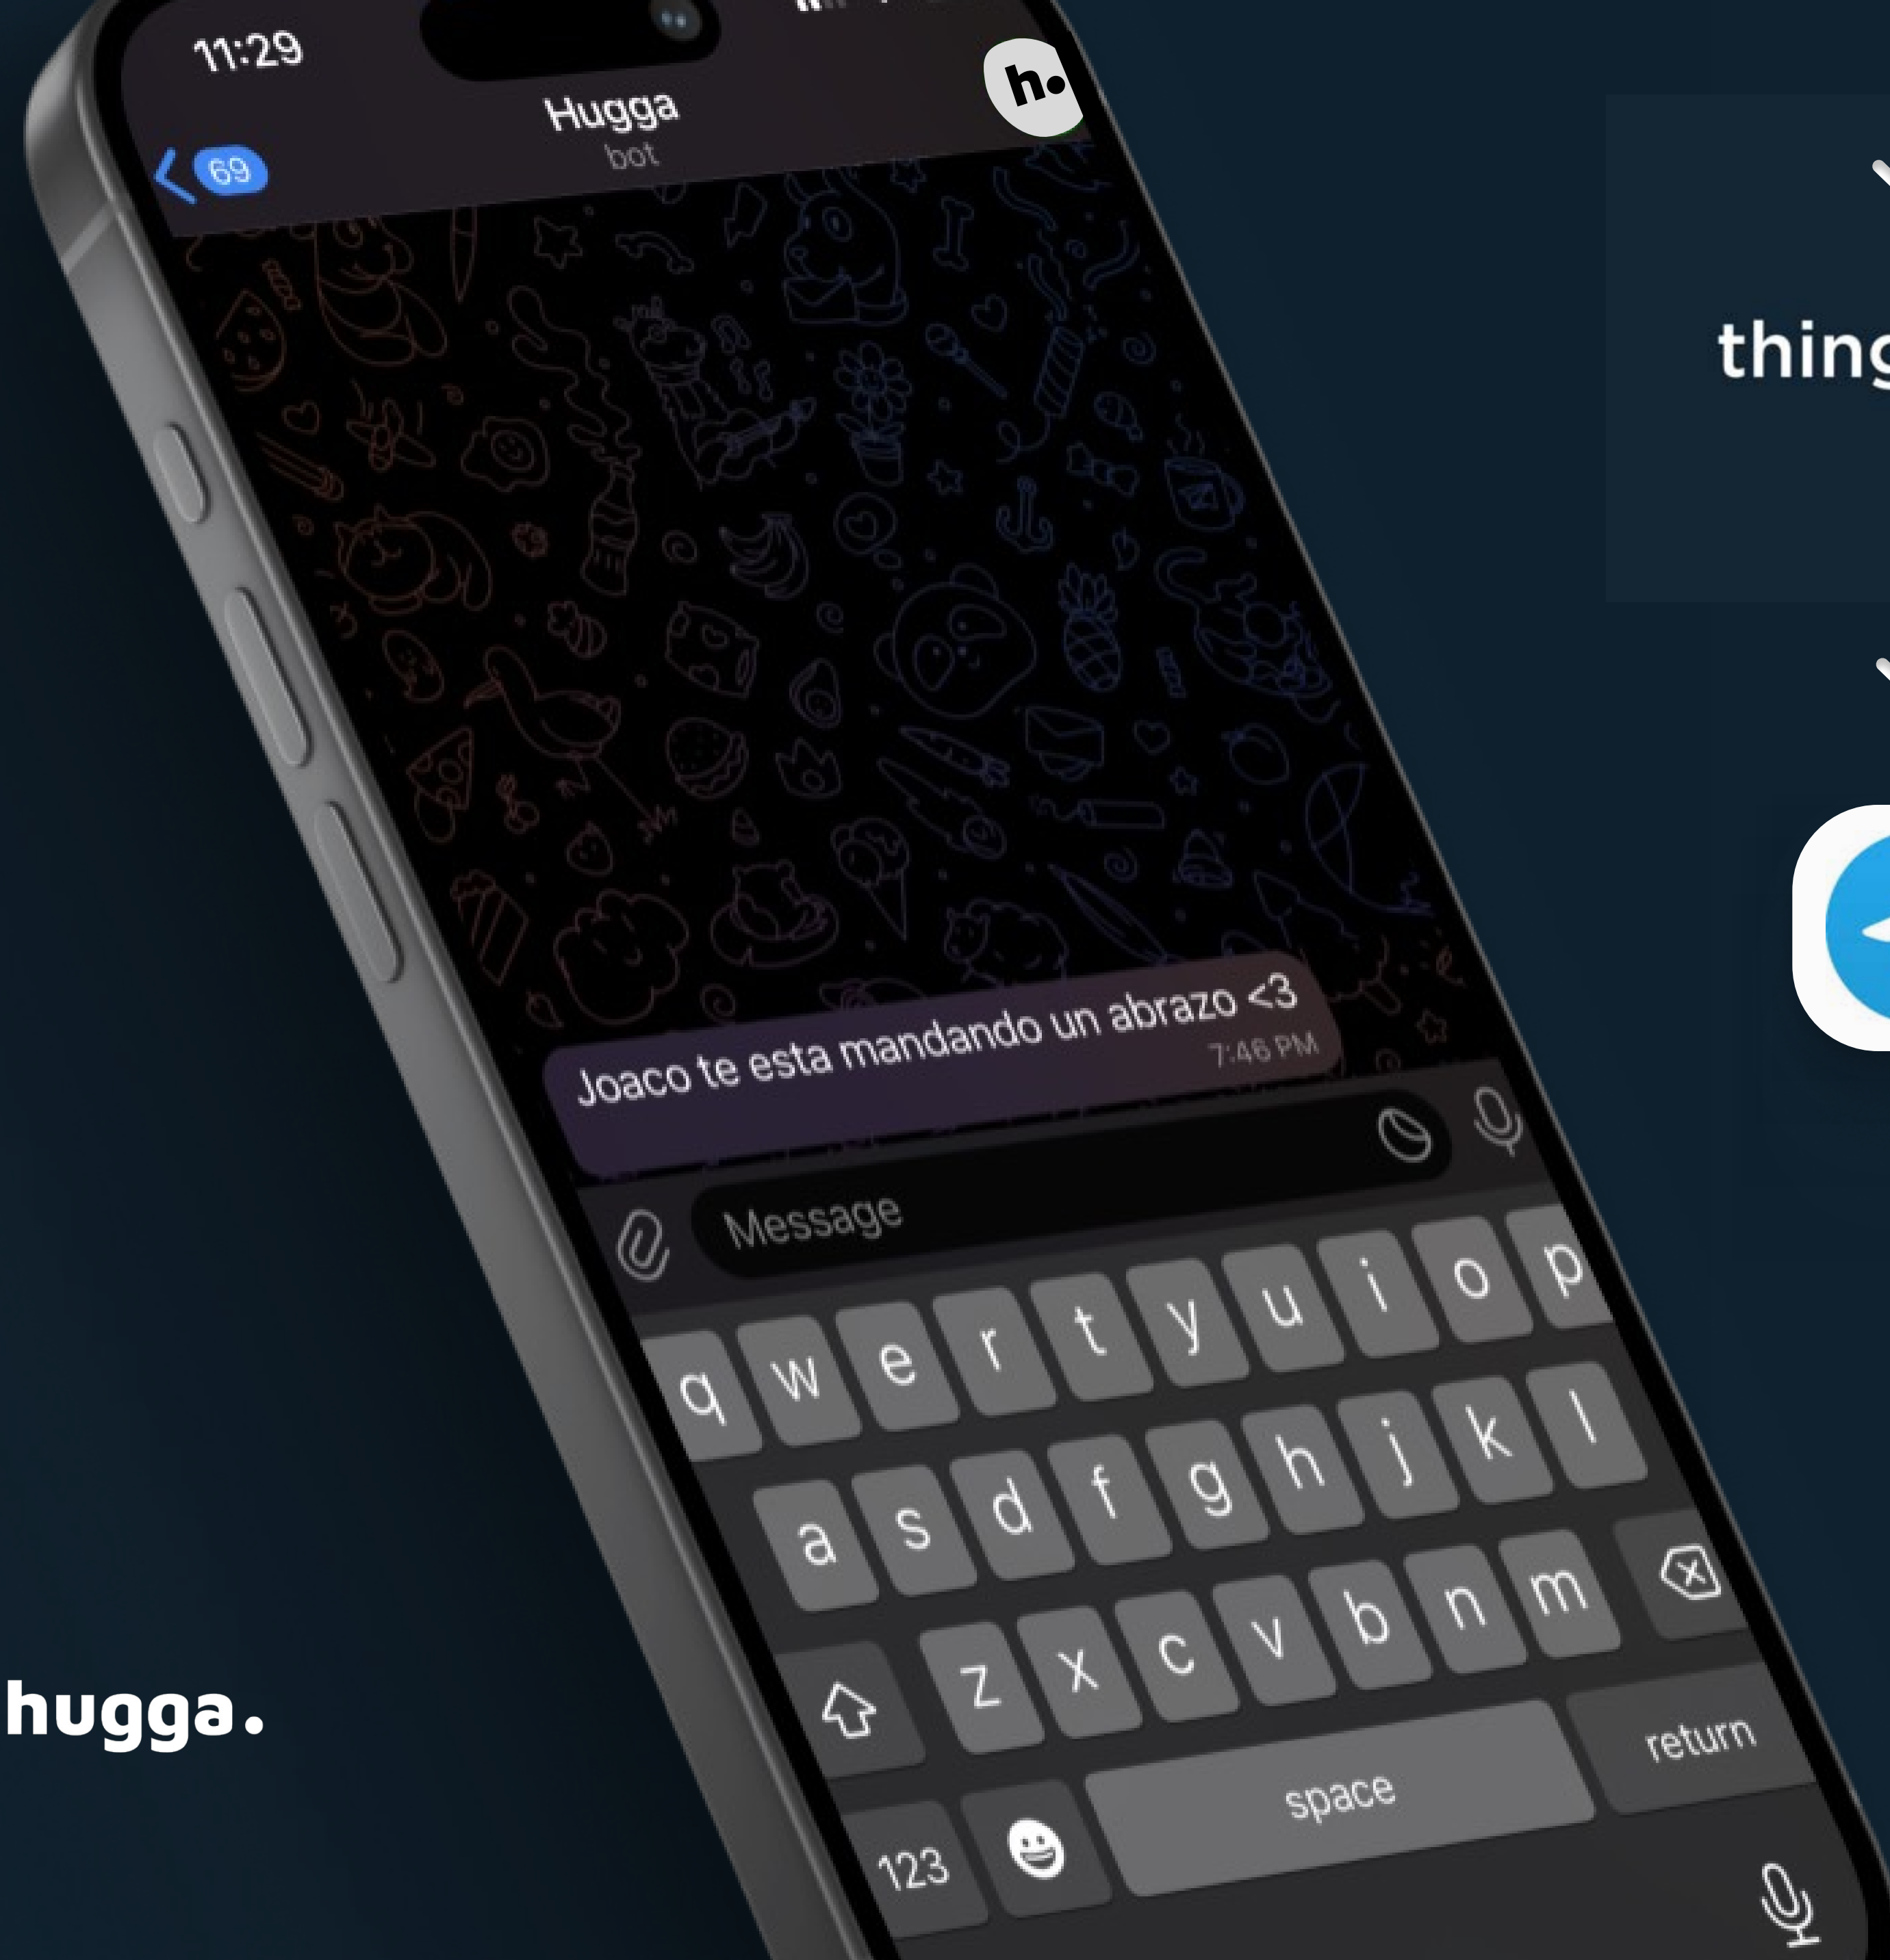 11:29
Hugga
bot
69
h.
Joaco te esta mandando un abrazo <3
7:46 PM
Message
q w e r t y u i o p
a s d f g h j k l
z x c v b n m
123
space
return
hugga.
thing